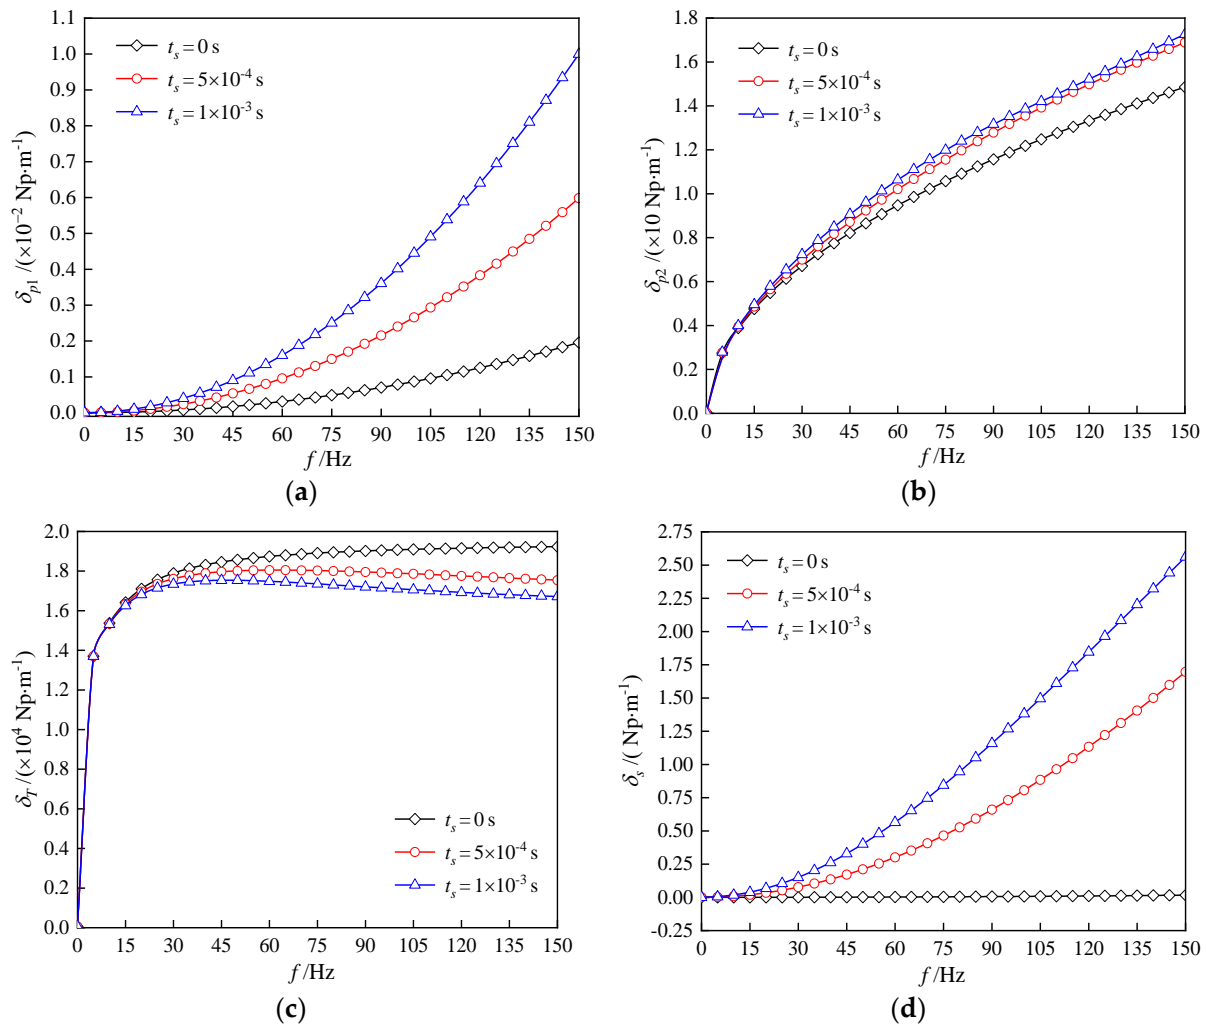 1.1
1.0
0.9
0.8
0.7
0.6
0.5
0.4
0.3
0.2
0.1
0.0
δp1 /(×10⁻² Np·m⁻¹)
ts = 0 s
ts = 5×10⁻⁴ s
ts = 1×10⁻³ s
0 15 30 45 60 75 90 105 120 135 150
f /Hz
(a)
1.8
1.6
1.4
1.2
1.0
0.8
0.6
0.4
0.2
0.0
δp2 /(×10 Np·m⁻¹)
ts = 0 s
ts = 5×10⁻⁴ s
ts = 1×10⁻³ s
0 15 30 45 60 75 90 105 120 135 150
f /Hz
(b)
2.0
1.8
1.6
1.4
1.2
1.0
0.8
0.6
0.4
0.2
0.0
δT /(×10⁴ Np·m⁻¹)
ts = 0 s
ts = 5×10⁻⁴ s
ts = 1×10⁻³ s
0 15 30 45 60 75 90 105 120 135 150
f /Hz
(c)
2.75
2.50
2.25
2.00
1.75
1.50
1.25
1.00
0.75
0.50
0.25
0.00
-0.25
δs /( Np·m⁻¹)
ts = 0 s
ts = 5×10⁻⁴ s
ts = 1×10⁻³ s
0 15 30 45 60 75 90 105 120 135 150
f /Hz
(d)